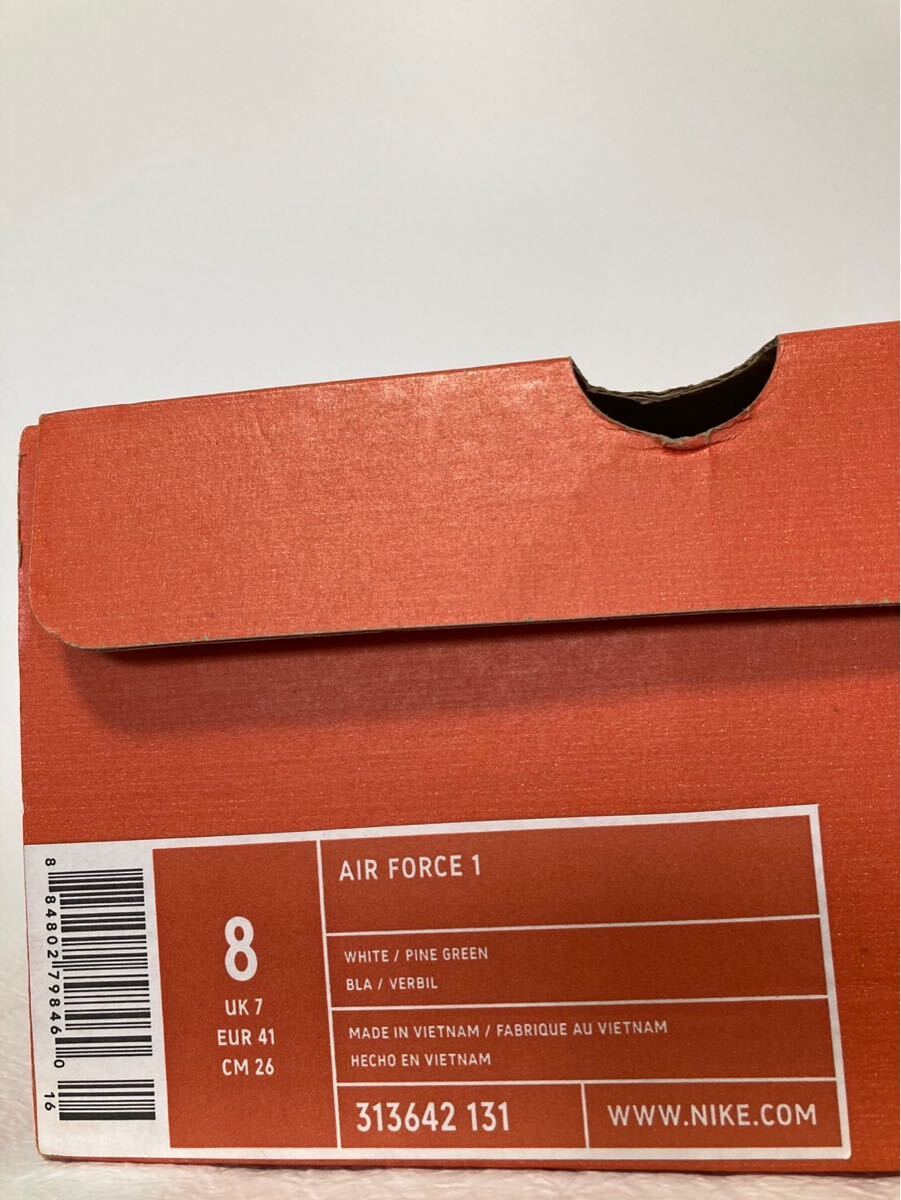 8 84802 79846 0
16
8
UK 7
EUR 41
CM 26
AIR FORCE 1
WHITE / PINE GREEN
BLA / VERBIL
MADE IN VIETNAM / FABRIQUE AU VIETNAM
HECHO EN VIETNAM
313642 131
WWW.NIKE.COM